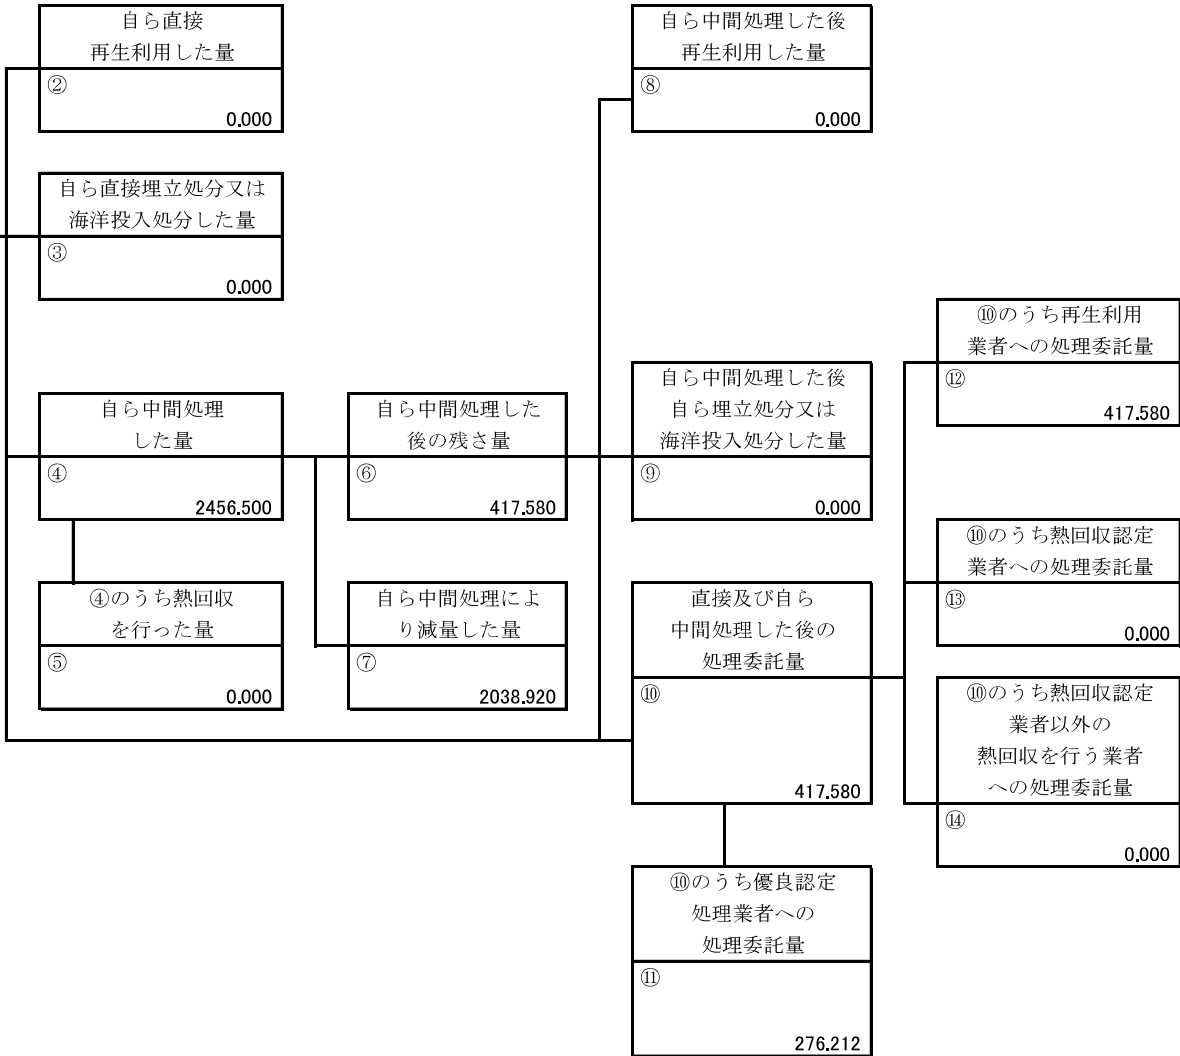 自ら直接
再生利用した量
②
0.000
自ら中間処理した後
再生利用した量
⑧
0.000
自ら直接埋立処分又は
海洋投入処分した量
③
0.000
⑩のうち再生利用
業者への処理委託量
⑫
417.580
自ら中間処理
した量
④
2456.500
自ら中間処理した
後の残さ量
⑥
417.580
自ら中間処理した後
自ら埋立処分又は
海洋投入処分した量
⑨
0.000
⑩のうち熱回収認定
業者への処理委託量
⑬
0.000
④のうち熱回収
を行った量
⑤
0.000
自ら中間処理によ
り減量した量
⑦
2038.920
直接及び自ら
中間処理した後の
処理委託量
⑩
417.580
⑩のうち熱回収認定
業者以外の
熱回収を行う業者
への処理委託量
⑭
0.000
⑩のうち優良認定
処理業者への
処理委託量
⑪
276.212